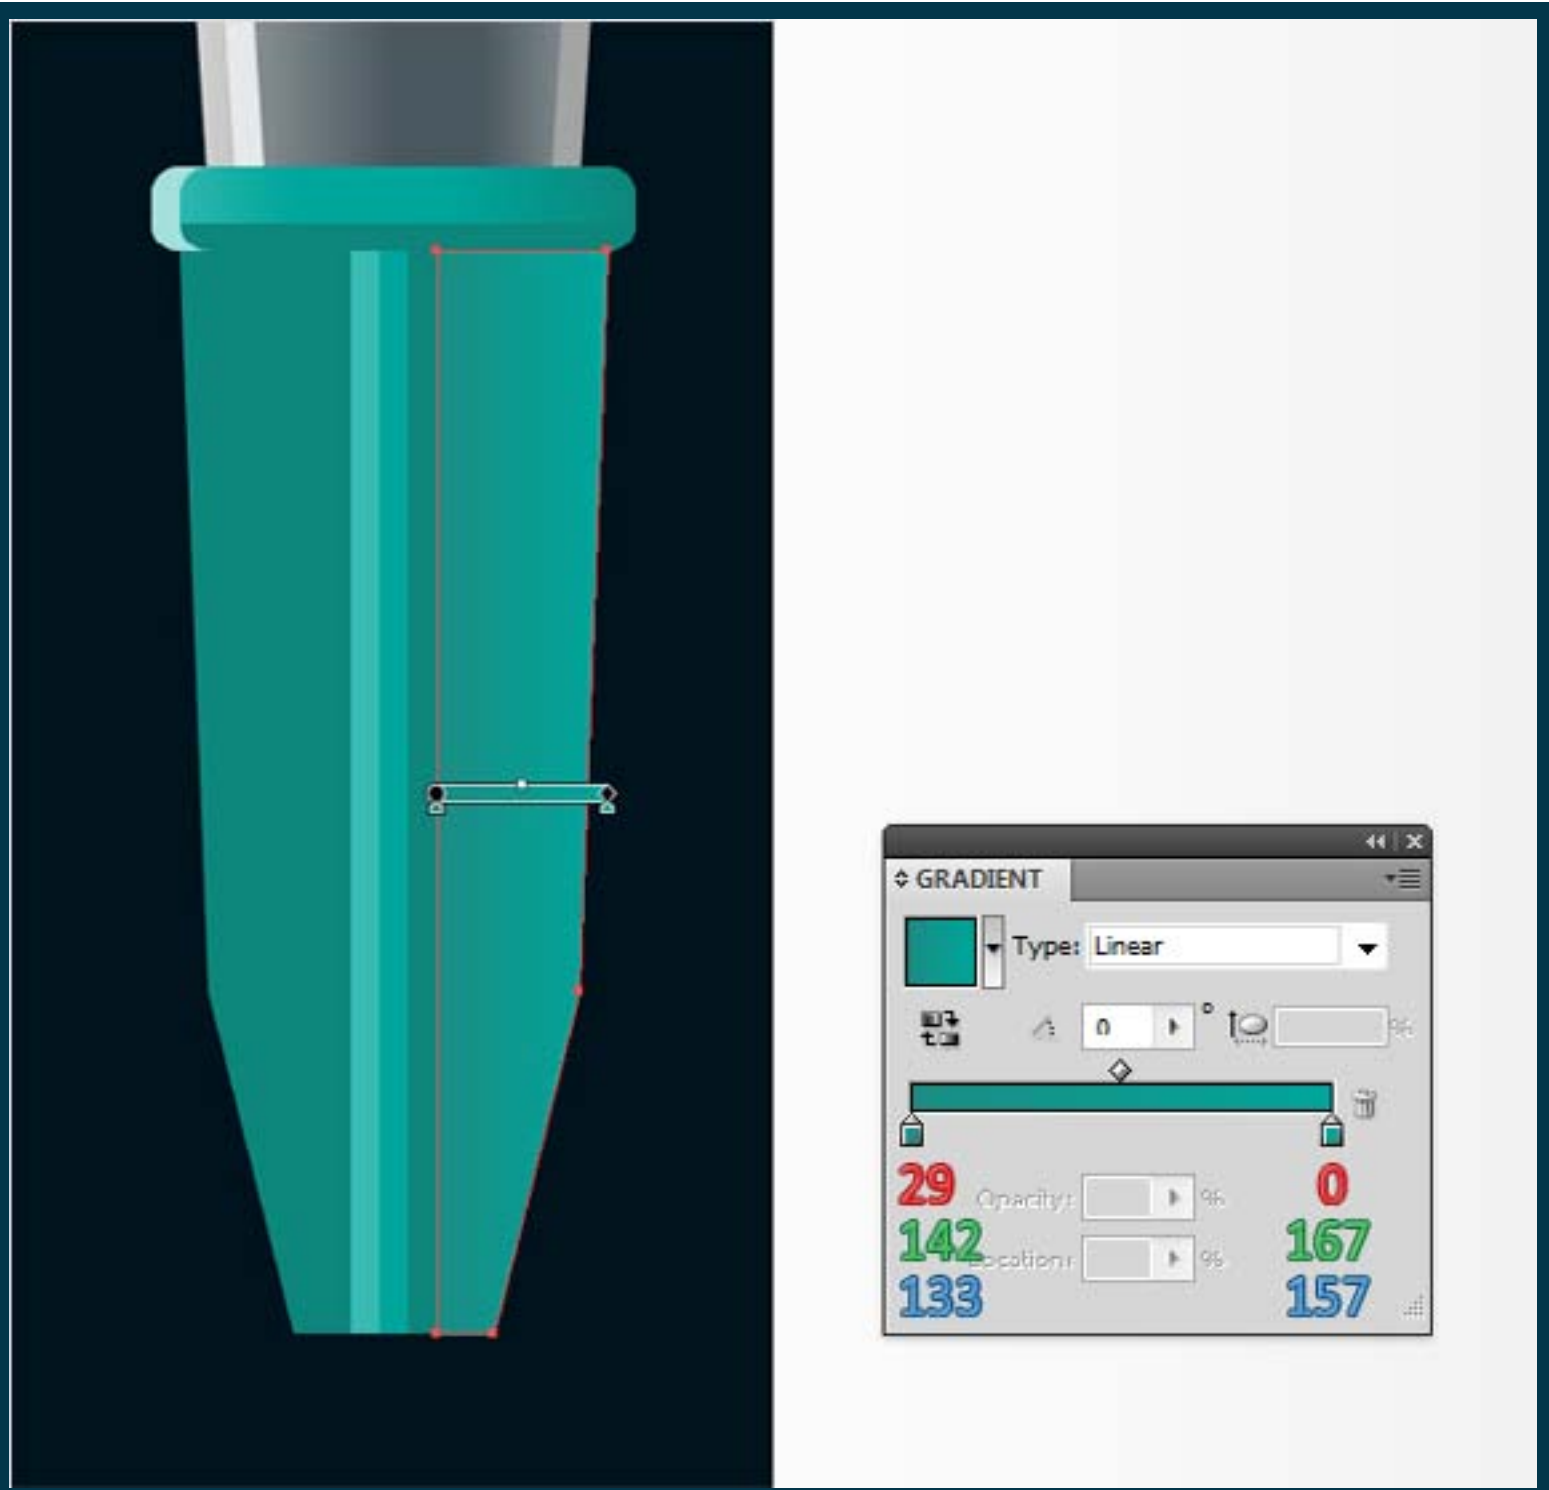 GRADIENT
Type: Linear
0 °
%
29 Opacity: % 0
142 Location: % 167
133 157